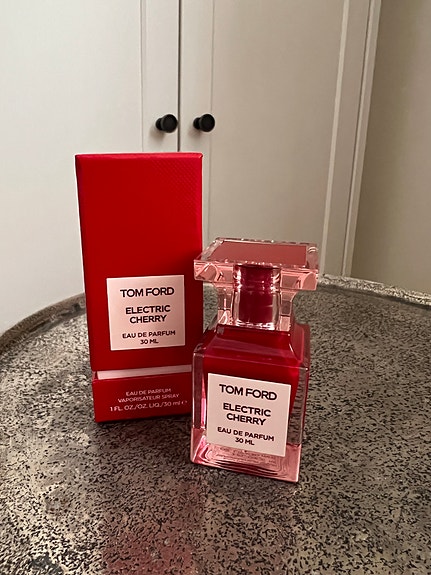 TOM FORD
ELECTRIC
CHERRY
EAU DE PARFUM
30 ML
EAU DE PARFUM
VAPORISATEUR SPRAY
1 FL. OZ./OZ. LIQ./30 ml e
TOM FORD
ELECTRIC
CHERRY
EAU DE PARFUM
30 ML